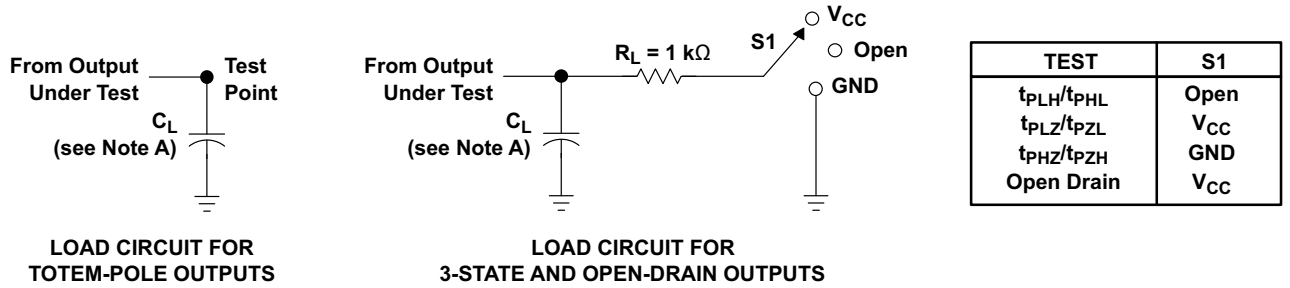 From Output
Under Test
Test
Point
CL
(see Note A)
LOAD CIRCUIT FOR
TOTEM-POLE OUTPUTS
From Output
Under Test
CL
(see Note A)
RL = 1 kΩ
S1
VCC
Open
GND
LOAD CIRCUIT FOR
3-STATE AND OPEN-DRAIN OUTPUTS
TEST S1
tPLH/tPHL Open
tPLZ/tPZL VCC
tPHZ/tPZH GND
Open Drain VCC